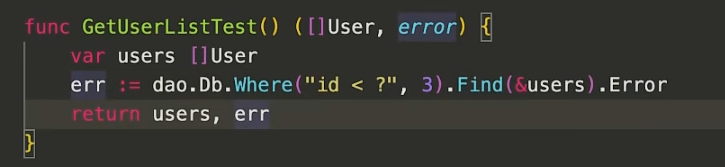 func GetUserListTest() ([]User, error) {
    var users []User
    err := dao.Db.Where("id < ?", 3).Find(&users).Error
    return users, err
}